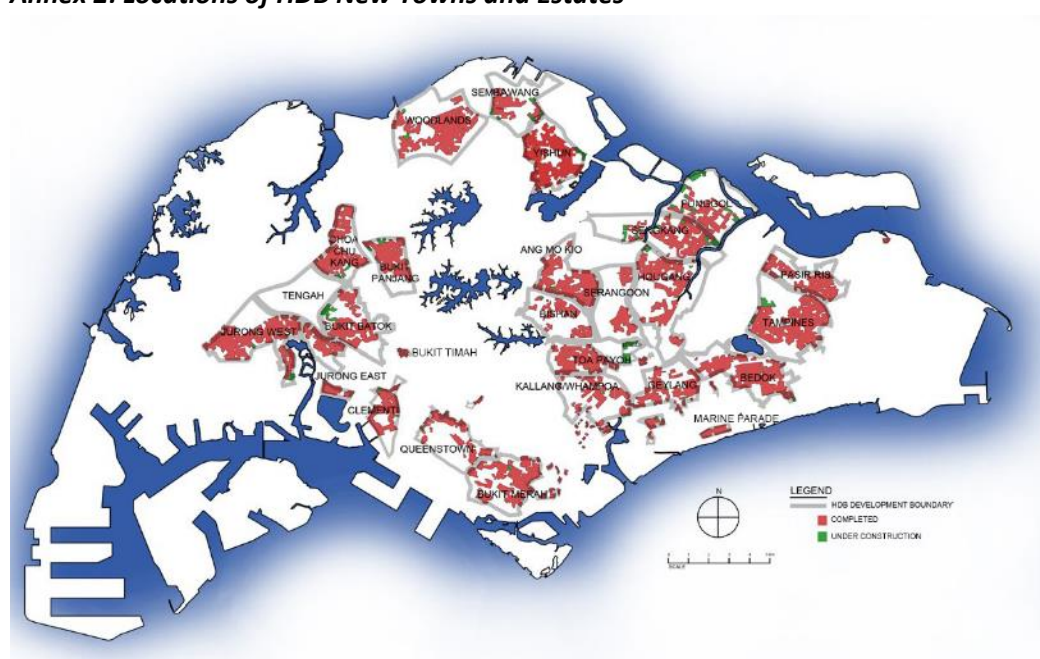 Annex 2: Locations of HDB New Towns and Estates
SEMBAWANG
WOODLANDS
YISHUN
PUNGGOL
SENGKANG
CHOA
CHU
KANG
BUKIT
PANJANG
ANG MO KIO
HOUGANG
PASIR RIS
TENGAH
SERANGOON
BISHAN
TAMPINES
JURONG WEST
BUKIT BATOK
BUKIT TIMAH
TOA PAYOH
JURONG EAST
KALLANG/WHAMPOA
GEYLANG
BEDOK
CLEMENTI
MARINE PARADE
QUEENSTOWN
BUKIT MERAH
N
LEGEND
HDB DEVELOPMENT BOUNDARY
COMPLETED
UNDER CONSTRUCTION
SCALE